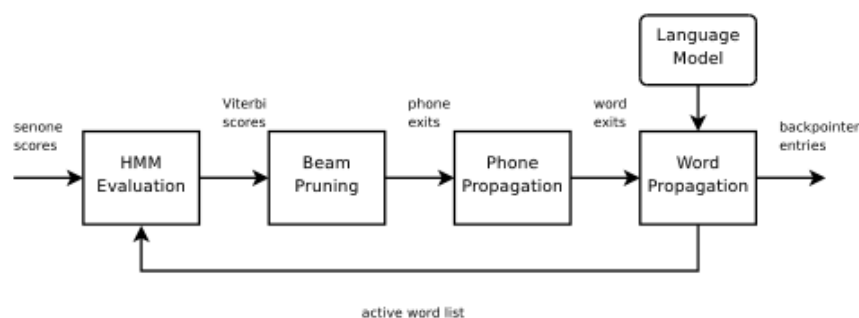 Language
Model
senone
scores
Viterbi
scores
phone
exits
word
exits
backpointer
entries
HMM
Evaluation
Beam
Pruning
Phone
Propagation
Word
Propagation
active word list